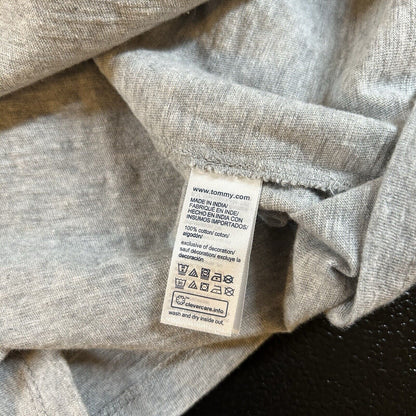 www.tommy.com
MADE IN INDIA/
FABRIQUE EN INDE/
HECHO EN INDIA CON
INSUMOS IMPORTADOS/
100% cotton/coton/
algodón/
exclusive of decoration/
sauf décoration/ excluye la
decoración
clevercare.info
wash and dry inside out.